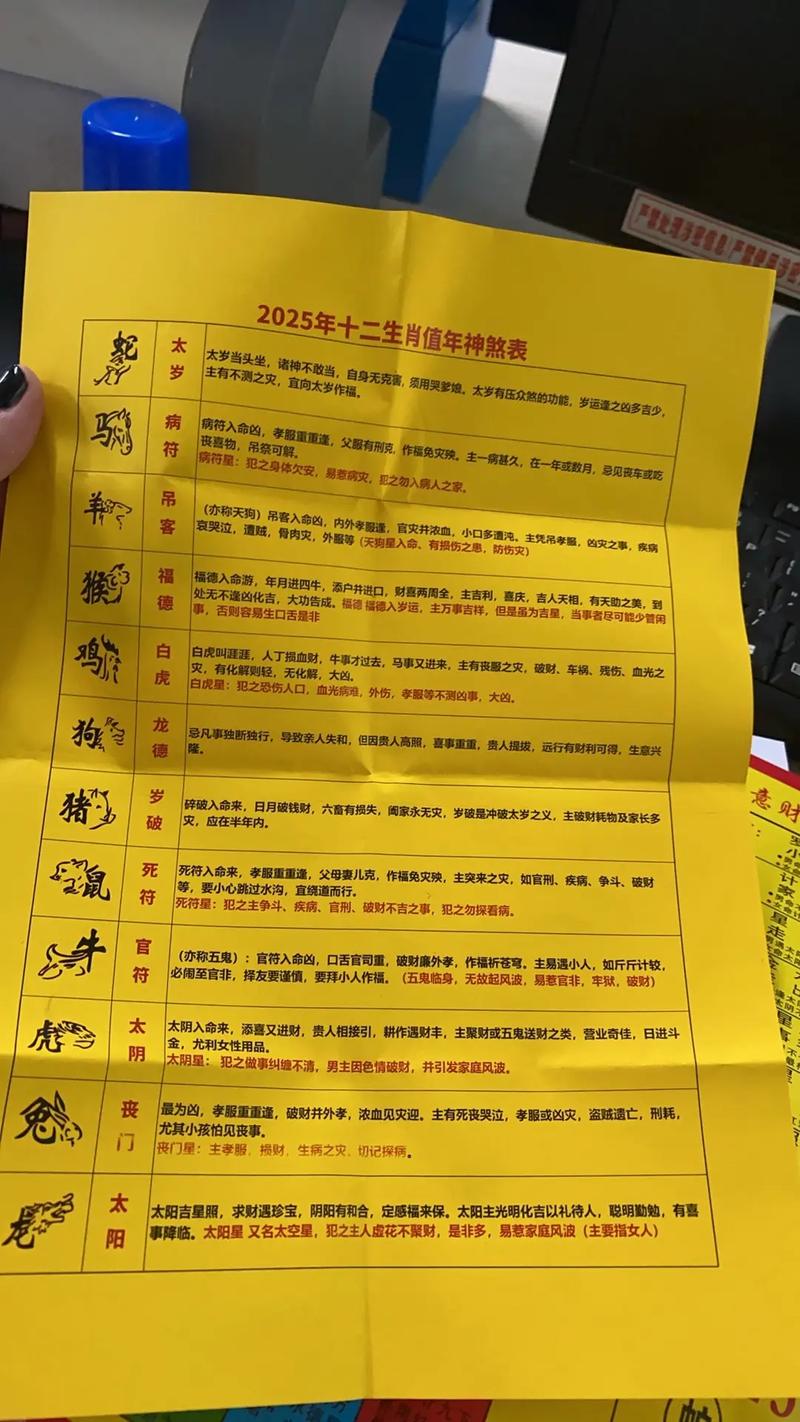 严禁处理涉密信息 严禁使用涉密
2025年十二生肖值年神煞表
蛇
太岁
太岁当头坐，诸神不敢当，自身无克害，须用哭爹娘。太岁有压众煞的功能，岁运逢之凶多吉少，
主有不测之灾，宜向太岁作福。
马
病符
病符入命凶，孝服重重逢，父服有刑克，作福免灾殃。主一病甚久，在一年或数月，忌见丧车或吃
丧喜物，吊祭可解。
病符星：犯之身体欠安，易惹病灾，犯之勿入病人之家。
羊
吊客
（亦称天狗）吊客入命凶，内外孝服逢，官灾并浓血，小口多遭沌。主凭吊孝服，凶灾之事，疾病
哀哭泣，遭贼，骨肉灾，外服等（天狗星入命、有损伤之患，防伤灾）
猴
福德
福德入命游，年月进四牛，添户并进口，财喜两周全，主吉利，喜庆，吉人天相，有天助之美，到
处无不逢凶化吉，大功告成。福德 福德入岁运，主万事吉祥，但是虽为吉星，当事者尽可能少管闲
事，否则容易生口舌是非
鸡
白虎
白虎叫涯涯，人丁损血财，牛事才过去，马事又进来，主有丧服之灾，破财、车祸、残伤、血光之
灾，有化解则轻，无化解，大凶。
白虎星：犯之恐伤人口，血光病难，外伤，孝服等不测凶事，大凶。
狗
龙德
忌凡事独断独行，导致亲人失和，但因贵人高照，喜事重重，贵人提拔，远行有财利可得，生意兴
隆。
猪
岁破
碎破入命来，日月破钱财，六畜有损失，阖家永无灾，岁破是冲破太岁之义，主破财耗物及家长多
灾，应在半年内。
鼠
死符
死符入命来，孝服重重逢，父母妻儿克，作福免灾殃，主突来之灾，如官刑、疾病、争斗、破财
等，要小心跳过水沟，宜绕道而行。
死符星：犯之主争斗、疾病、官刑、破财不吉之事，犯之勿探看病。
牛
官符
（亦称五鬼）：官符入命凶，口舌官司重，破财廉外孝，作福祈苍穹。主易遇小人，如斤斤计较，
必闹至官非，择友要谨慎，要拜小人作福。（五鬼临身，无故起风波，易惹官非，牢狱，破财）
虎
太阴
太阴入命来，添喜又进财，贵人相接引，耕作遇财丰，主聚财或五鬼送财之类，营业奇佳，日进斗
金，尤利女性用品。
太阴星： 犯之做事纠缠不清，男主因色情破财，并引发家庭风波。
兔
丧门
最为凶，孝服重重逢，破财并外孝，浓血见灾迎。主有死丧哭泣，孝服或凶灾，盗贼遗亡，刑耗，
尤其小孩怕见丧事。
丧门星：主孝服，损财，生病之灾，切记探病。
龙
太阳
太阳吉星照，求财遇珍宝，阴阳有和合，定感福来保。太阳主光明化吉以礼待人，聪明勤勉，有喜
事降临。太阳星 又名太空星，犯之主人虚花不聚财，是非多，易惹家庭风波（主要指女人）
意财
计
家
星
走
星